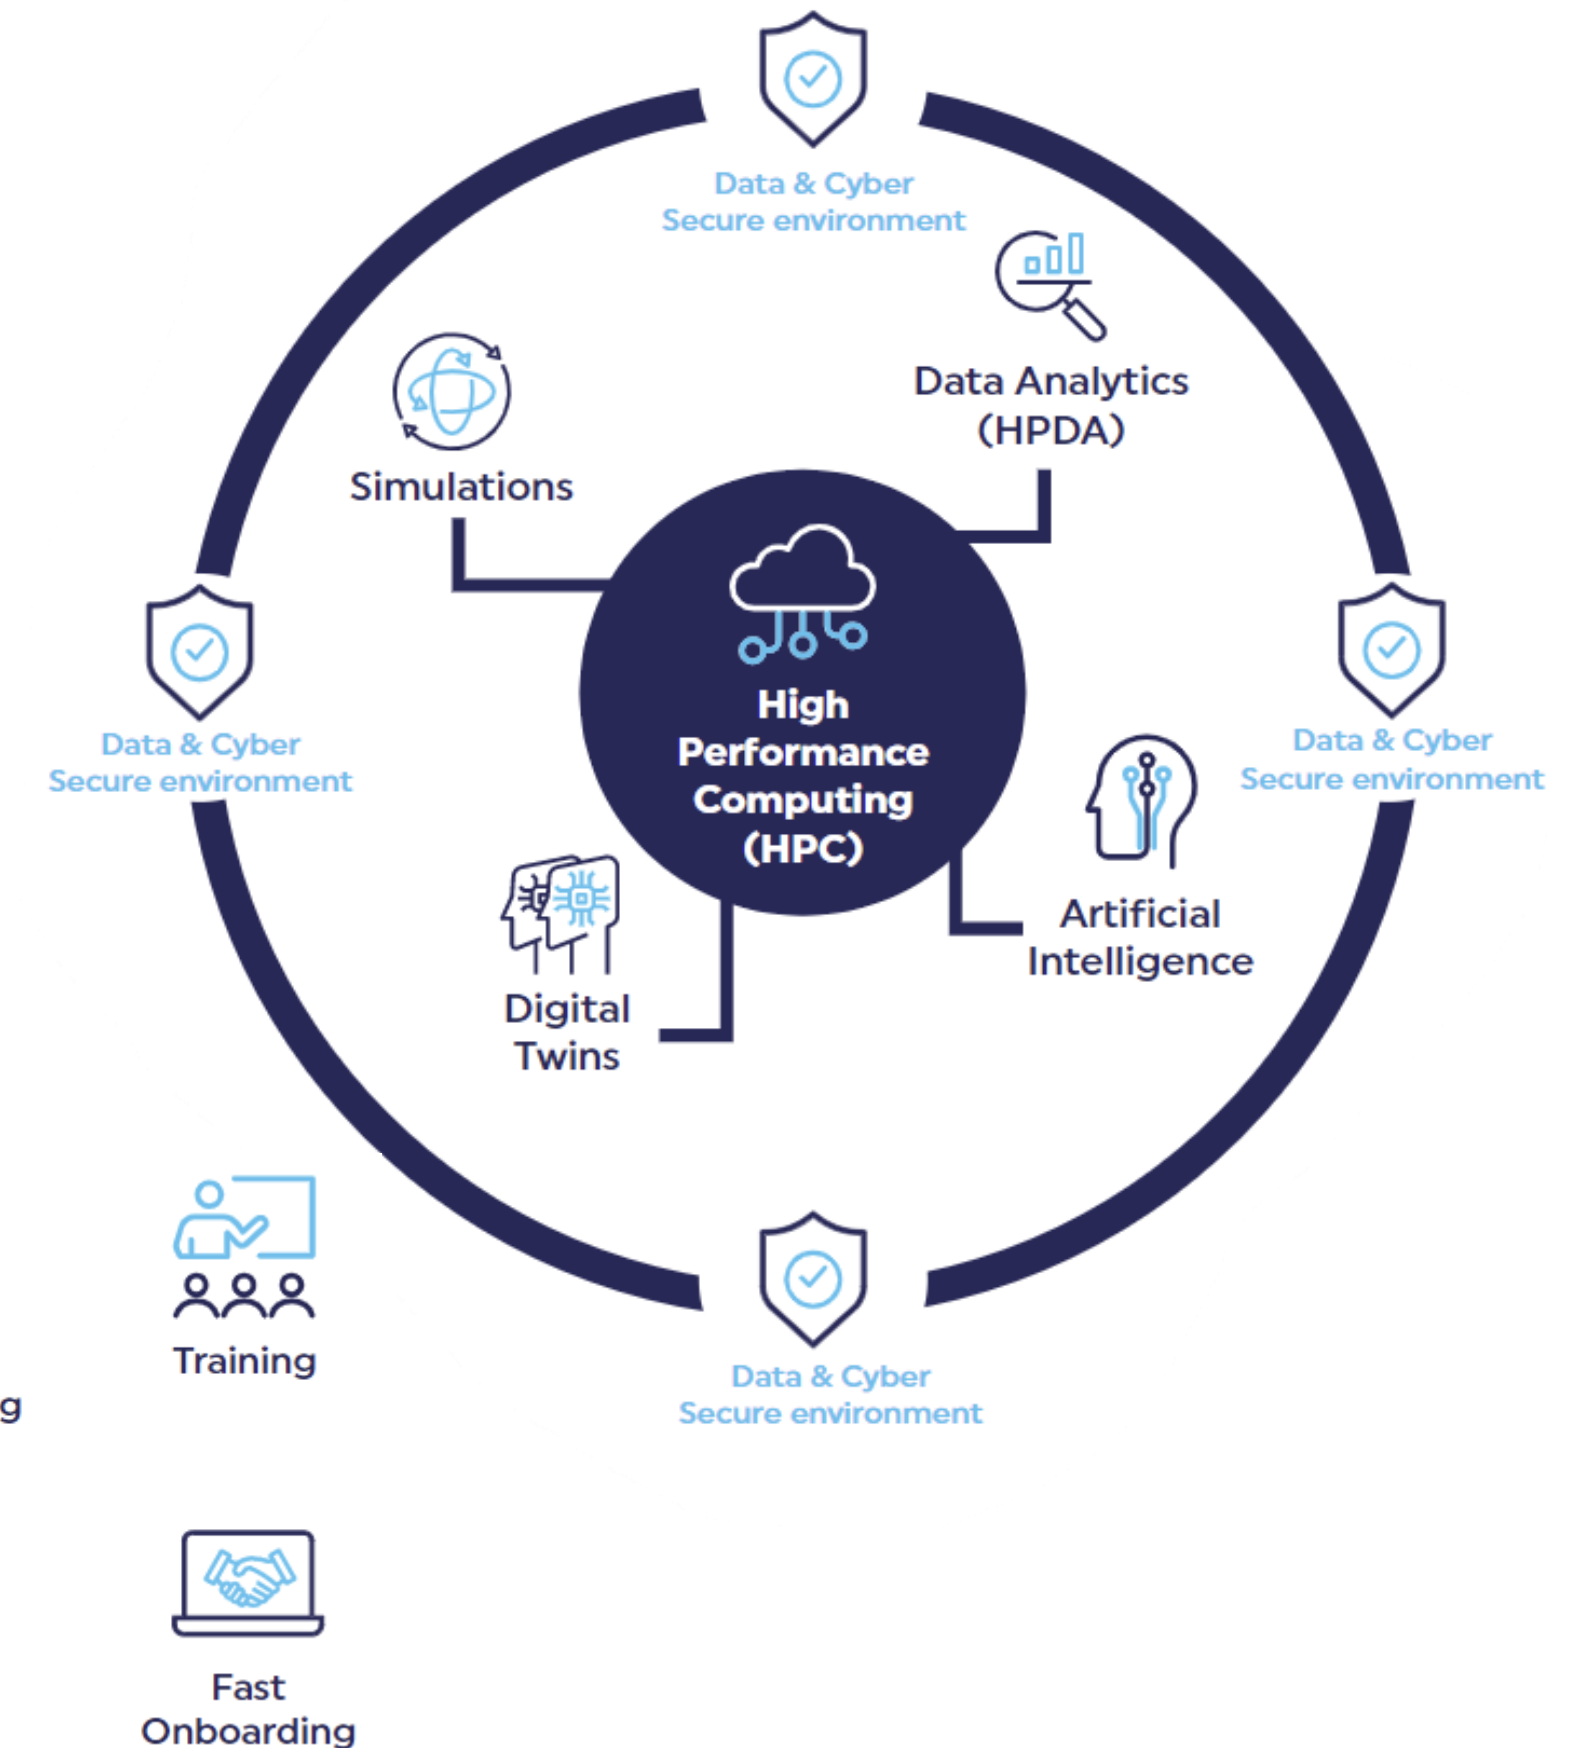 Data & Cyber
Secure environment
Data Analytics
(HPDA)
Simulations
High
Performance
Computing
(HPC)
Data & Cyber
Secure environment
Data & Cyber
Secure environment
Artificial
Intelligence
Digital
Twins
Training
g
Data & Cyber
Secure environment
Fast
Onboarding